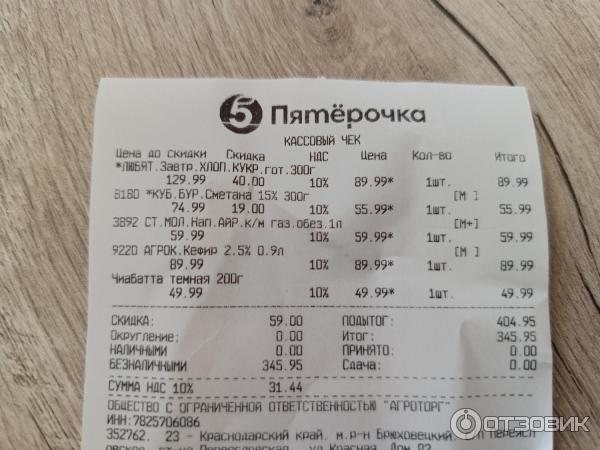 5 Пятёрочка
КАССОВЫЙ ЧЕК
Цена до скидки Скидка НДС Цена Кол-во Итого
*ЛЮБЯТ.Завтр.ХЛОП.КУКР.гот.300г
129.99 40.00 10% 89.99* 1шт. 89.99
8180 *КУБ.БУР.Сметана 15% 300г [М ]
74.99 19.00 10% 55.99* 1шт. 55.99
3892 СТ.МОЛ.Нап.АЙР.к/м газ.обез.1л [М+]
59.99 10% 59.99* 1шт. 59.99
9220 АГРОК.Кефир 2.5% 0.9л [М ]
89.99 10% 89.99* 1шт. 89.99
Чиабатта темная 200г
49.99 10% 49.99* 1шт. 49.99
СКИДКА: 59.00 ПОДЫТОГ: 404.95
Округление: 0.00 Итог: 345.95
НАЛИЧНЫМИ 0.00 ПРИНЯТО: 0.00
БЕЗНАЛИЧНЫМИ 345.95 Сдача: 0.00
СУММА НДС 10% 31.44
ОБЩЕСТВО С ОГРАНИЧЕННОЙ ОТВЕТСТВЕННОСТЬЮ "АГРОТОРГ"
ИНН:7825706086
352762, 23 - Краснодарский край, м.р-н Брюховецкий,
ул Красная, Дом 82
ОТЗОВИК